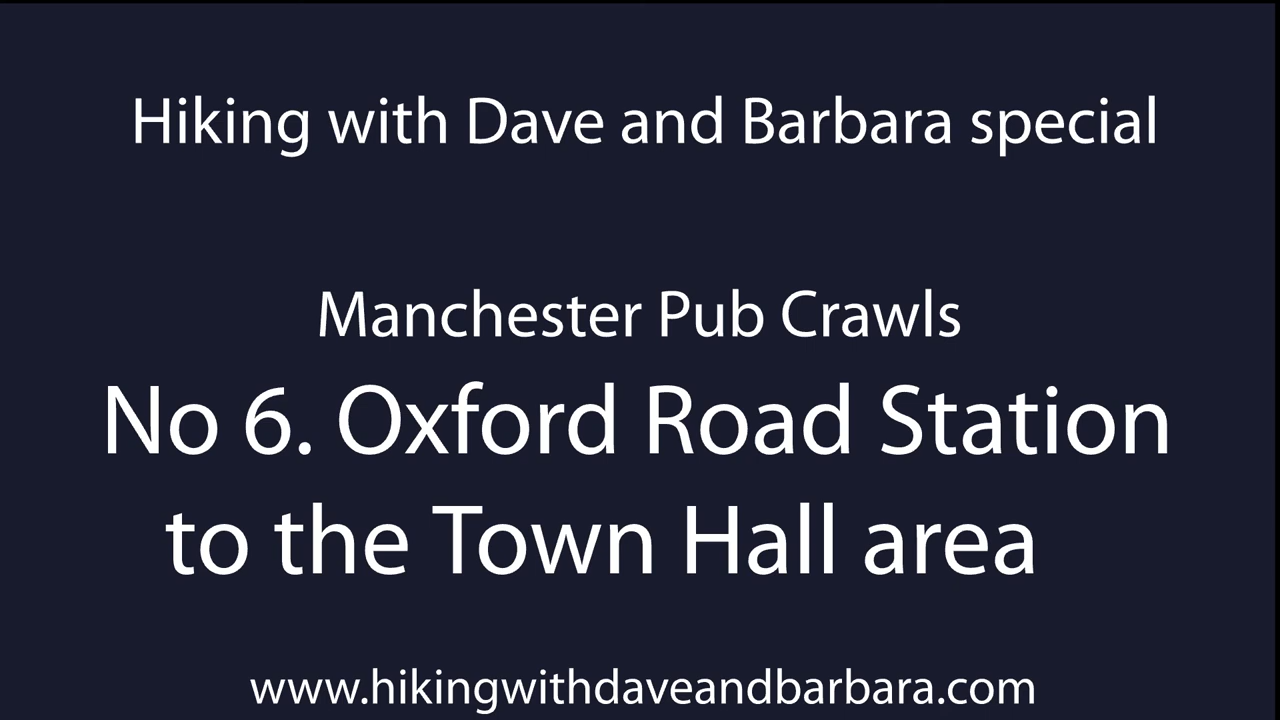 Hiking with Dave and Barbara special
Manchester Pub Crawls
No 6. Oxford Road Station
to the Town Hall area
www.hikingwithdaveandbarbara.com